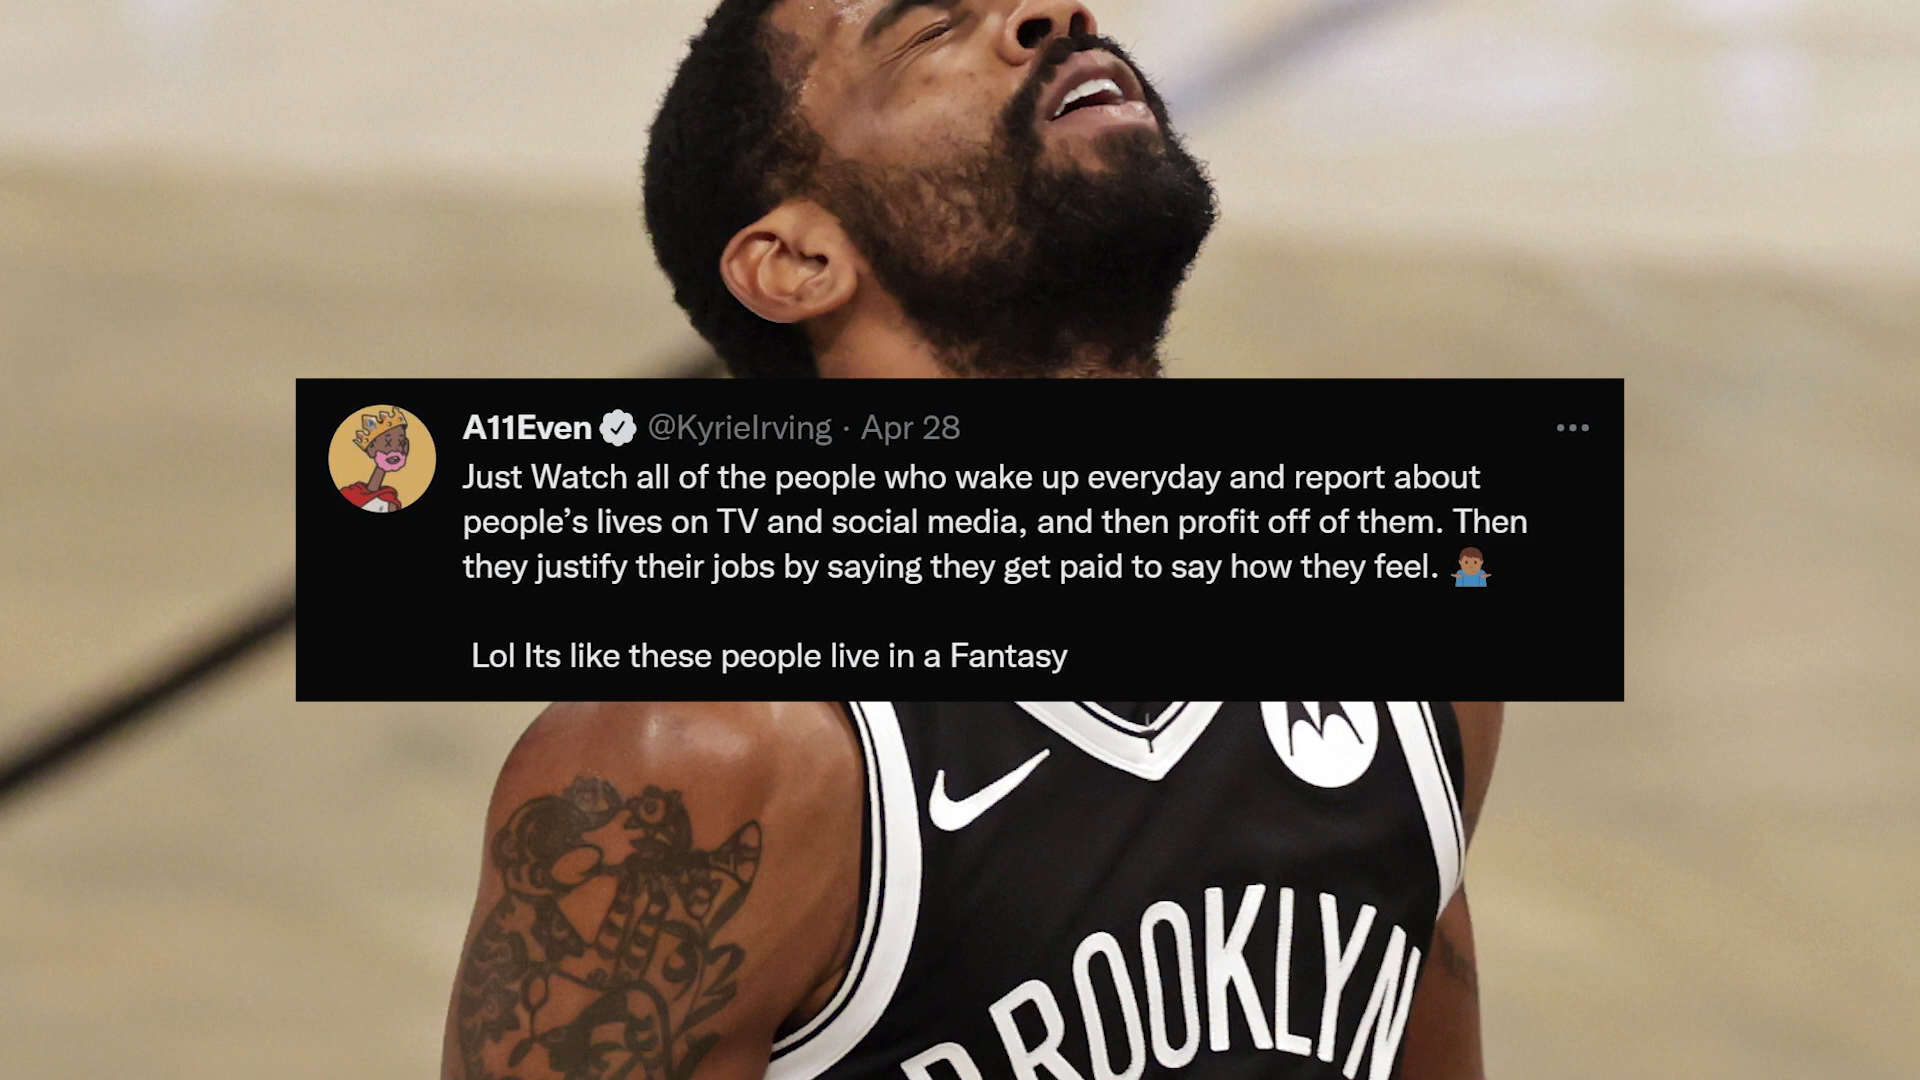 A11Even @KyrieIrving · Apr 28
Just Watch all of the people who wake up everyday and report about
people’s lives on TV and social media, and then profit off of them. Then
they justify their jobs by saying they get paid to say how they feel. 🤷🏾‍♂️
Lol Its like these people live in a Fantasy
BROOKLYN